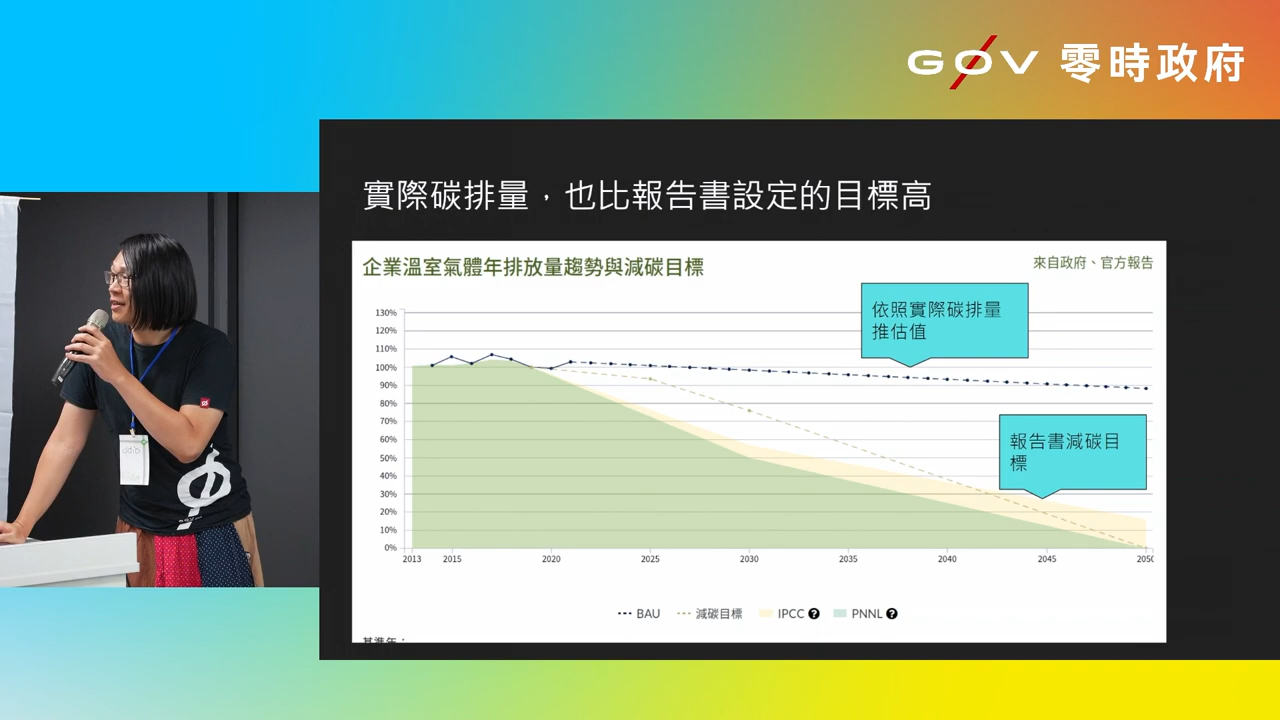 GOV 零時政府
實際碳排量，也比報告書設定的目標高
企業溫室氣體年排放量趨勢與減碳目標
來自政府、官方報告
依照實際碳排量
推估值
報告書減碳目
標
130%
120%
110%
100%
90%
80%
70%
60%
50%
40%
30%
20%
10%
0%
2013 2015 2020 2025 2030 2035 2040 2045 2050
BAU 減碳目標 IPCC ? PNNL ?
基準年：